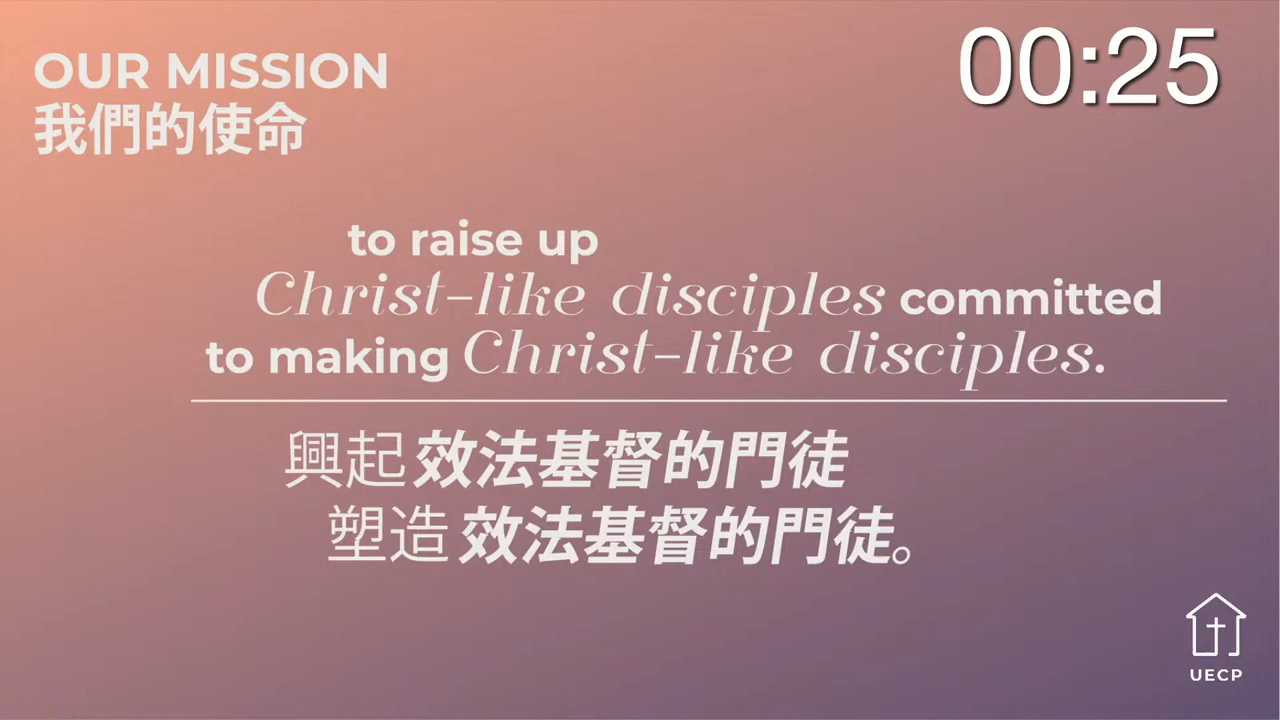 OUR MISSION
我們的使命
00:25
to raise up
Christ-like disciples committed
to making Christ-like disciples.
興起效法基督的門徒
塑造效法基督的門徒。
UECP